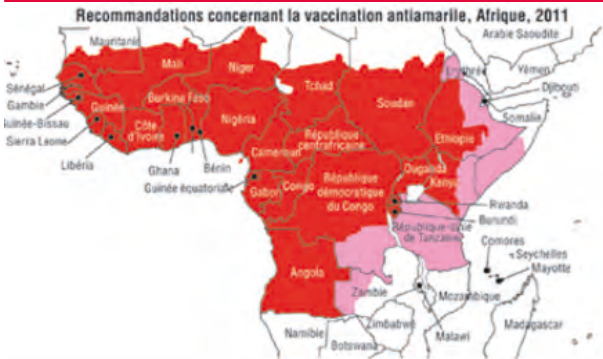 Recommandations concernant la vaccination antiamarile, Afrique, 2011
Arabie Saoudite
Mauritanie
Mali
Niger
Érythrée
Yémen
Djibouti
Sénégal
Tchad
Gambie
Soudan
Burkina Faso
Guinée
Nigéria
Somalie
Guinée-Bissau
Côte
d'Ivoire
Sierra Leone
République
centrafricaine
Ethiopie
Libéria
Ghana
Bénin
Cameroun
Ouganda
Guinée équatoriale
Gabon
Congo
République
démocratique
du Congo
Kenya
Rwanda
Burundi
République-Unie
de Tanzanie
Comores
Seychelles
Mayotte
Angola
Zambie
Mozambique
Malawi
Zimbabwe
Madagascar
Namibie
Botswana